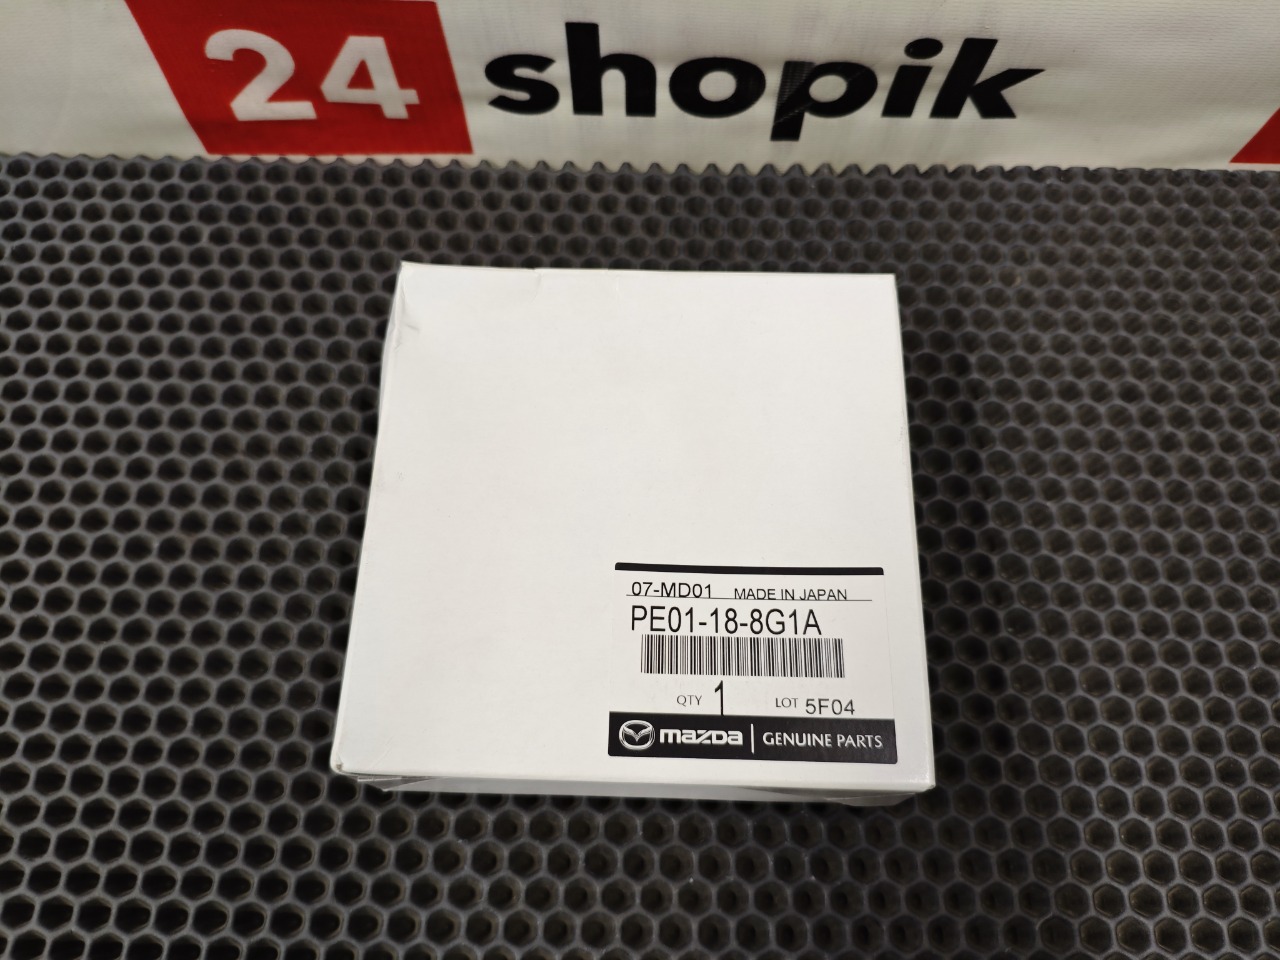 24 shopik
07-MD01 MADE IN JAPAN
PE01-18-8G1A
QTY 1 LOT 5F04
mazda | GENUINE PARTS